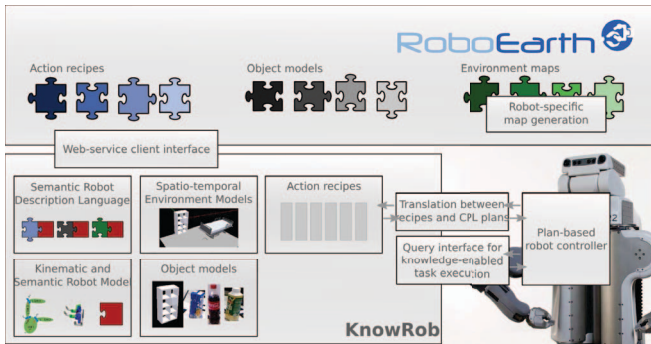 RoboEarth
Action recipes
Object models
Environment maps
Robot-specific
map generation
Web-service client interface
Semantic Robot
Description Language
Spatio-temporal
Environment Models
Action recipes
Translation between
recipes and CPL plans
Plan-based
robot controller
Query interface for
knowledge-enabled
task execution
Kinematic and
Semantic Robot Model
Object models
KnowRob